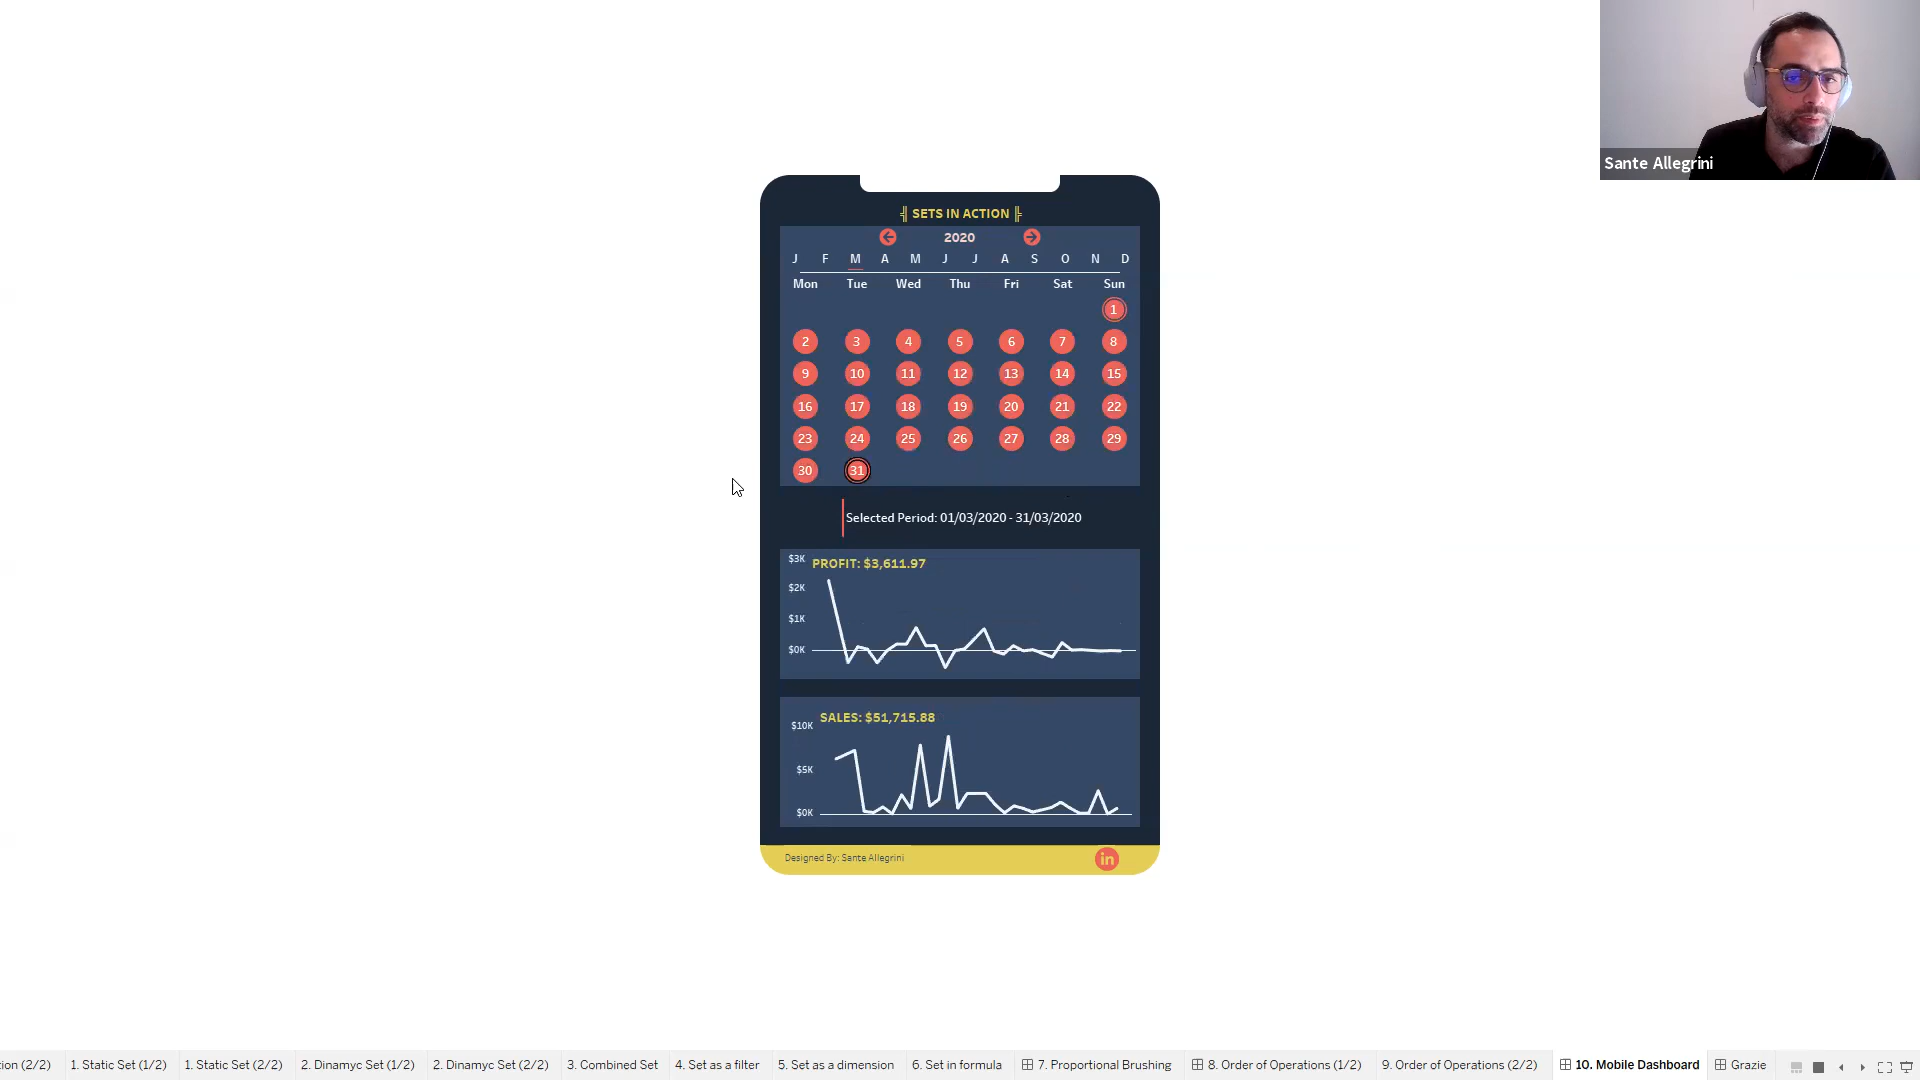 Sante Allegrini
╣ SETS IN ACTION ╠
2020
J F M A M J J A S O N D
Mon Tue Wed Thu Fri Sat Sun
1
2 3 4 5 6 7 8
9 10 11 12 13 14 15
16 17 18 19 20 21 22
23 24 25 26 27 28 29
30 31
Selected Period: 01/03/2020 - 31/03/2020
PROFIT: $3,611.97
$3K
$2K
$1K
$0K
SALES: $51,715.88
$10K
$5K
$0K
Designed By: Sante Allegrini
in
ion (2/2) 1. Static Set (1/2) 1. Static Set (2/2) 2. Dinamyc Set (1/2) 2. Dinamyc Set (2/2) 3. Combined Set 4. Set as a filter 5. Set as a dimension 6. Set in formula 7. Proportional Brushing 8. Order of Operations (1/2) 9. Order of Operations (2/2) 10. Mobile Dashboard Grazie